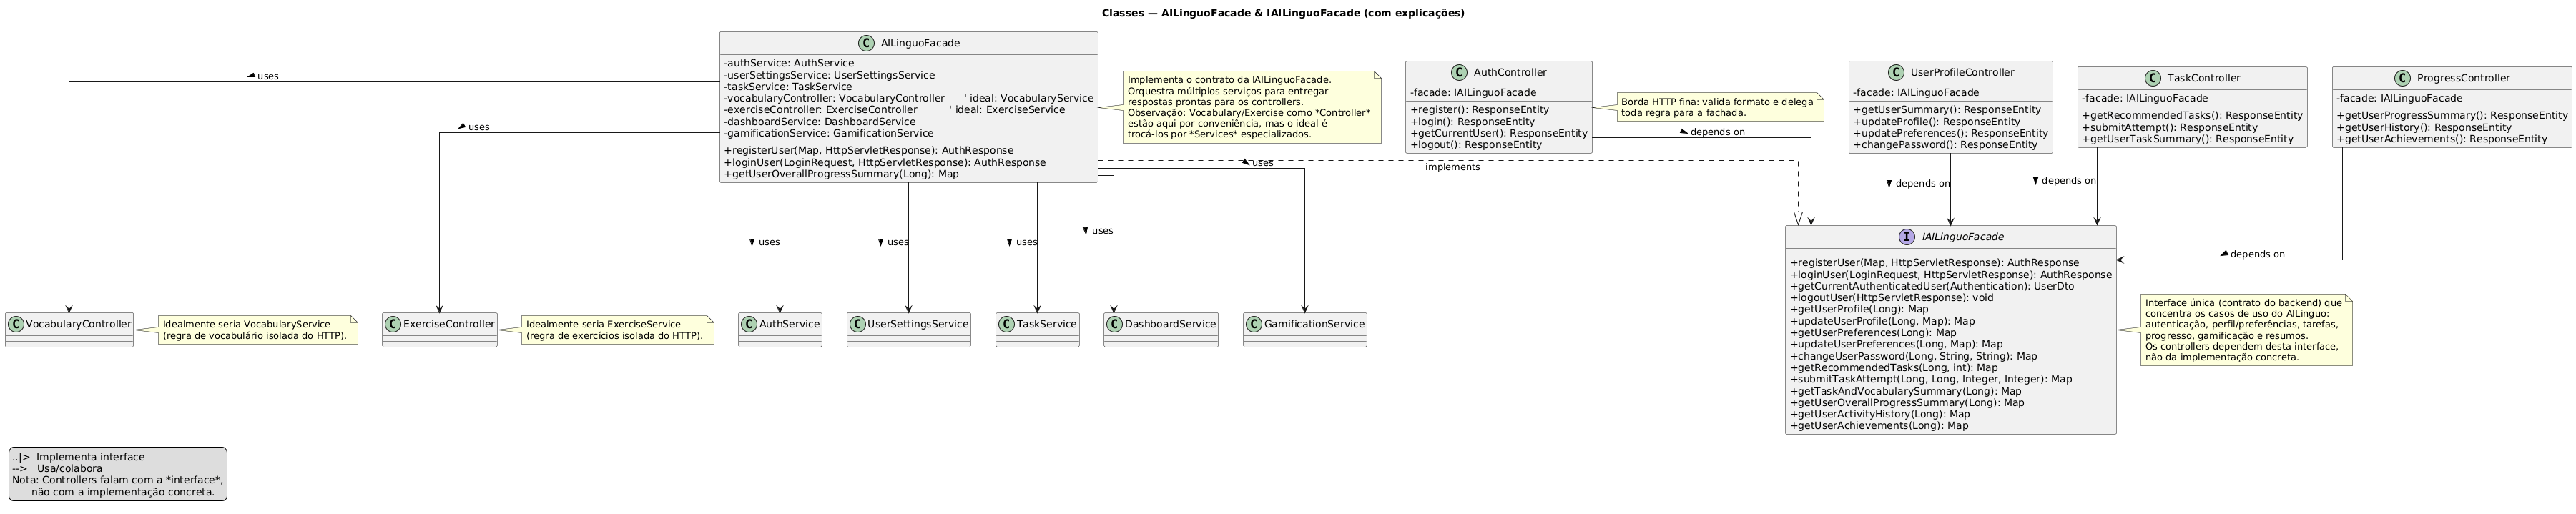 Classes — AILinguoFacade & IAILinguoFacade (com explicações)
AILinguoFacade
-authService: AuthService
-userSettingsService: UserSettingsService
-taskService: TaskService
-vocabularyController: VocabularyController ' ideal: VocabularyService
-exerciseController: ExerciseController ' ideal: ExerciseService
-dashboardService: DashboardService
-gamificationService: GamificationService
+registerUser(Map, HttpServletResponse): AuthResponse
+loginUser(LoginRequest, HttpServletResponse): AuthResponse
+getUserOverallProgressSummary(Long): Map
Implementa o contrato da IAILinguoFacade.
Orquestra múltiplos serviços para entregar
respostas prontas para os controllers.
Observação: Vocabulary/Exercise como *Controller*
estão aqui por conveniência, mas o ideal é
trocá-los por *Services* especializados.
AuthController
-facade: IAILinguoFacade
+register(): ResponseEntity
+login(): ResponseEntity
+getCurrentUser(): ResponseEntity
+logout(): ResponseEntity
Borda HTTP fina: valida formato e delega
toda regra para a fachada.
UserProfileController
-facade: IAILinguoFacade
+getUserSummary(): ResponseEntity
+updateProfile(): ResponseEntity
+updatePreferences(): ResponseEntity
+changePassword(): ResponseEntity
TaskController
-facade: IAILinguoFacade
+getRecommendedTasks(): ResponseEntity
+submitAttempt(): ResponseEntity
+getUserTaskSummary(): ResponseEntity
ProgressController
-facade: IAILinguoFacade
+getUserProgressSummary(): ResponseEntity
+getUserHistory(): ResponseEntity
+getUserAchievements(): ResponseEntity
uses
uses
depends on
uses
implements
depends on
depends on
uses
uses
uses
uses
depends on
IAILinguoFacade
+registerUser(Map, HttpServletResponse): AuthResponse
+loginUser(LoginRequest, HttpServletResponse): AuthResponse
+getCurrentAuthenticatedUser(Authentication): UserDto
+logoutUser(HttpServletResponse): void
+getUserProfile(Long): Map
+updateUserProfile(Long, Map): Map
+getUserPreferences(Long): Map
+updateUserPreferences(Long, Map): Map
+changeUserPassword(Long, String, String): Map
+getRecommendedTasks(Long, int): Map
+submitTaskAttempt(Long, Long, Integer, Integer): Map
+getTaskAndVocabularySummary(Long): Map
+getUserOverallProgressSummary(Long): Map
+getUserActivityHistory(Long): Map
+getUserAchievements(Long): Map
Interface única (contrato do backend) que
concentra os casos de uso do AILinguo:
autenticação, perfil/preferências, tarefas,
progresso, gamificação e resumos.
Os controllers dependem desta interface,
não da implementação concreta.
VocabularyController
Idealmente seria VocabularyService
(regra de vocabulário isolada do HTTP).
ExerciseController
Idealmente seria ExerciseService
(regra de exercícios isolada do HTTP).
AuthService
UserSettingsService
TaskService
DashboardService
GamificationService
..|> Implementa interface
--> Usa/colabora
Nota: Controllers falam com a *interface*,
não com a implementação concreta.